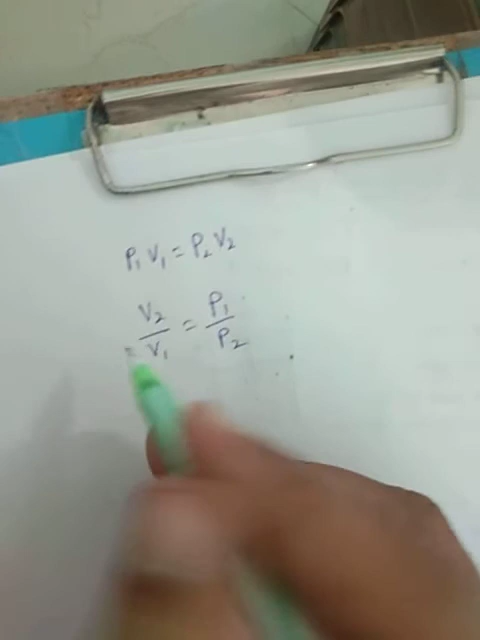 P₁ V₁ = P₂ V₂
V₂/V₁ = P₁/P₂
=